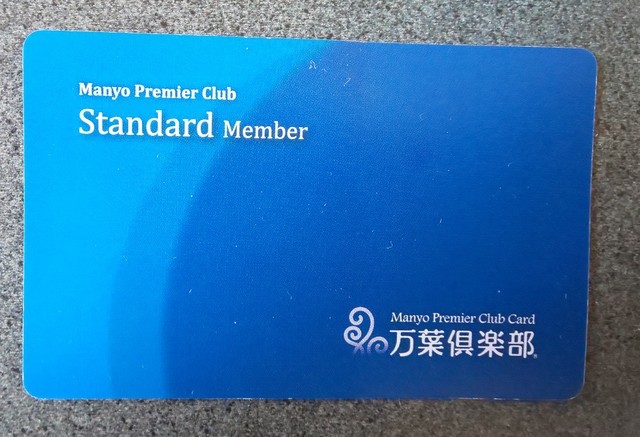 Manyo Premier Club
Standard Member
Manyo Premier Club Card
万葉倶楽部®